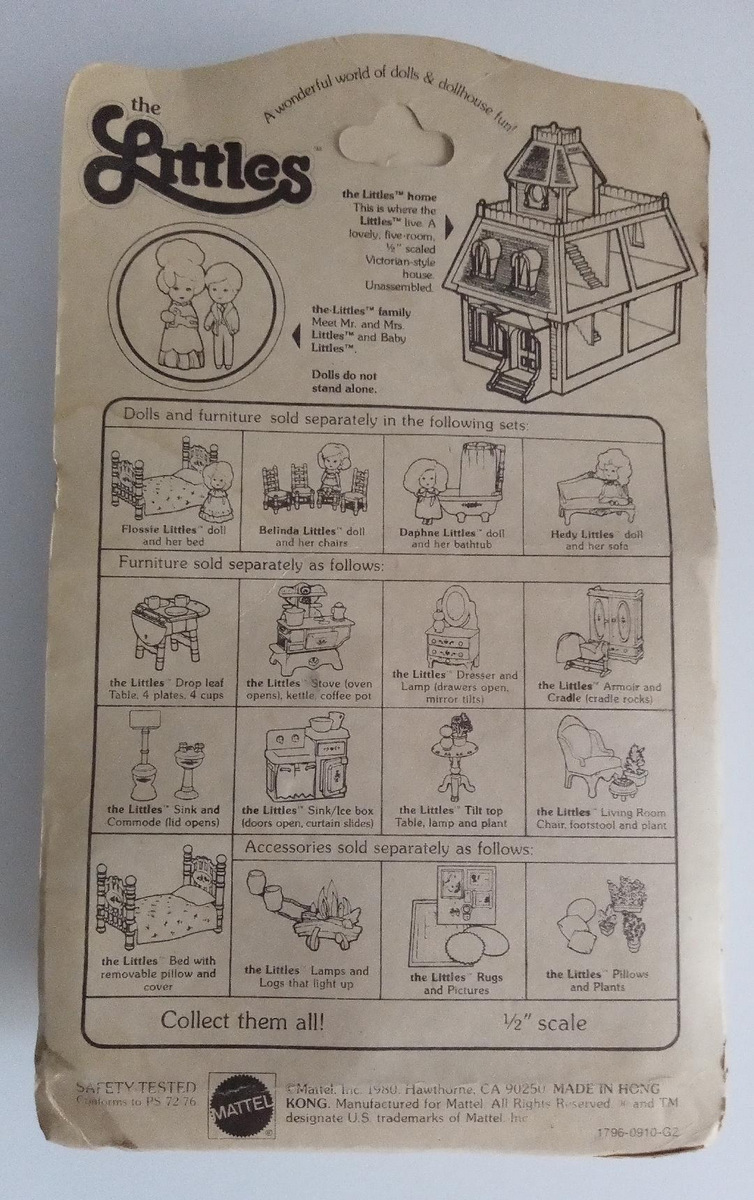 A wonderful world of dolls & dollhouse fun!
the
Littles™
the Littles™ home
This is where the
Littles™ live. A
lovely, five-room,
½" scaled
Victorian-style
house.
Unassembled.
the Littles™ family
Meet Mr. and Mrs.
Littles™ and Baby
Littles™.
Dolls do not
stand alone.
Dolls and furniture sold separately in the following sets:
Flossie Littles™ doll
and her bed
Belinda Littles™ doll
and her chairs
Daphne Littles™ doll
and her bathtub
Hedy Littles™ doll
and her sofa
Furniture sold separately as follows:
the Littles™ Drop leaf
Table, 4 plates, 4 cups
the Littles™ Stove (oven
opens), kettle, coffee pot
the Littles™ Dresser and
Lamp (drawers open,
mirror tilts)
the Littles™ Armoir and
Cradle (cradle rocks)
the Littles™ Sink and
Commode (lid opens)
the Littles™ Sink/Ice box
(doors open, curtain slides)
the Littles™ Tilt top
Table, lamp and plant
the Littles™ Living Room
Chair, footstool and plant
the Littles™ Bed with
removable pillow and
cover
Accessories sold separately as follows:
the Littles™ Lamps and
Logs that light up
the Littles™ Rugs
and Pictures
the Littles™ Pillows
and Plants
Collect them all!
½" scale
SAFETY TESTED
Conforms to PS 72-76
MATTEL
®
©Mattel, Inc. 1980. Hawthorne, CA 90250. MADE IN HONG
KONG. Manufactured for Mattel. All Rights Reserved. ® and TM
designate U.S. trademarks of Mattel, Inc.
1796-0910-G2